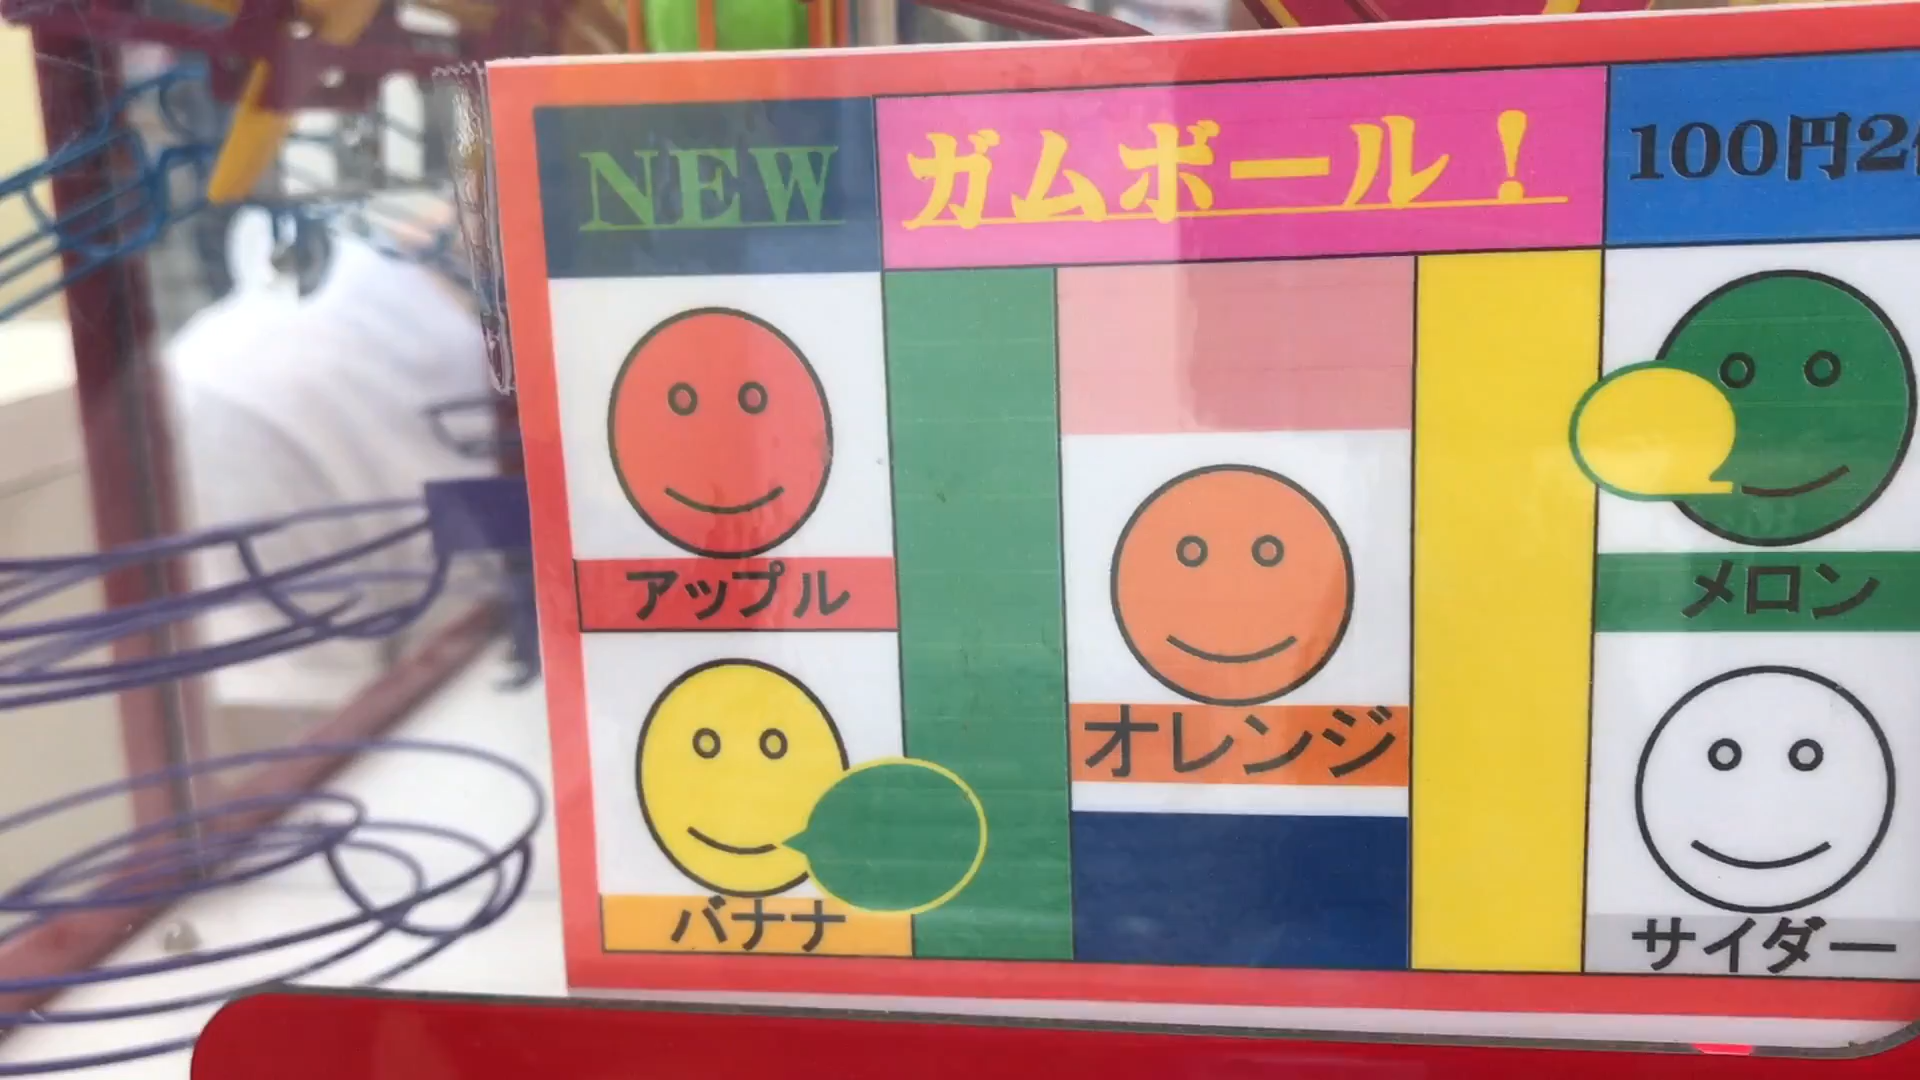 NEW
ガムボール!
100円2
アップル
オレンジ
メロン
バナナ
サイダー